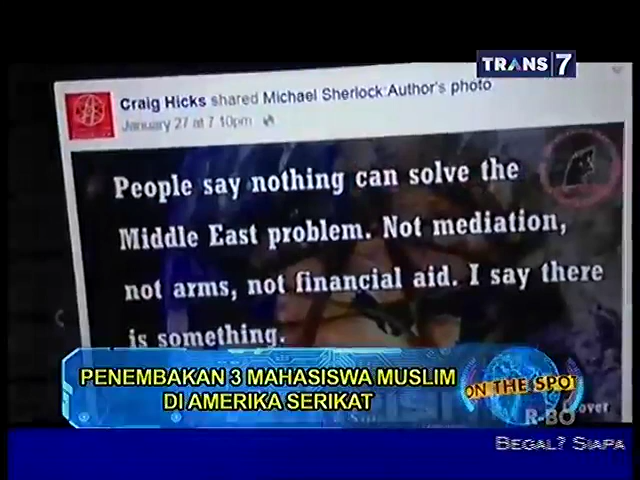 TRANS 7
Craig Hicks shared Michael Sherlock:Author's photo
January 27 at 7:10pm
People say nothing can solve the
Middle East problem. Not mediation,
not arms, not financial aid. I say there
is something.
PENEMBAKAN 3 MAHASISWA MUSLIM
DI AMERIKA SERIKAT
ON THE SPOT
R-BO
BEGAL? SIAPA